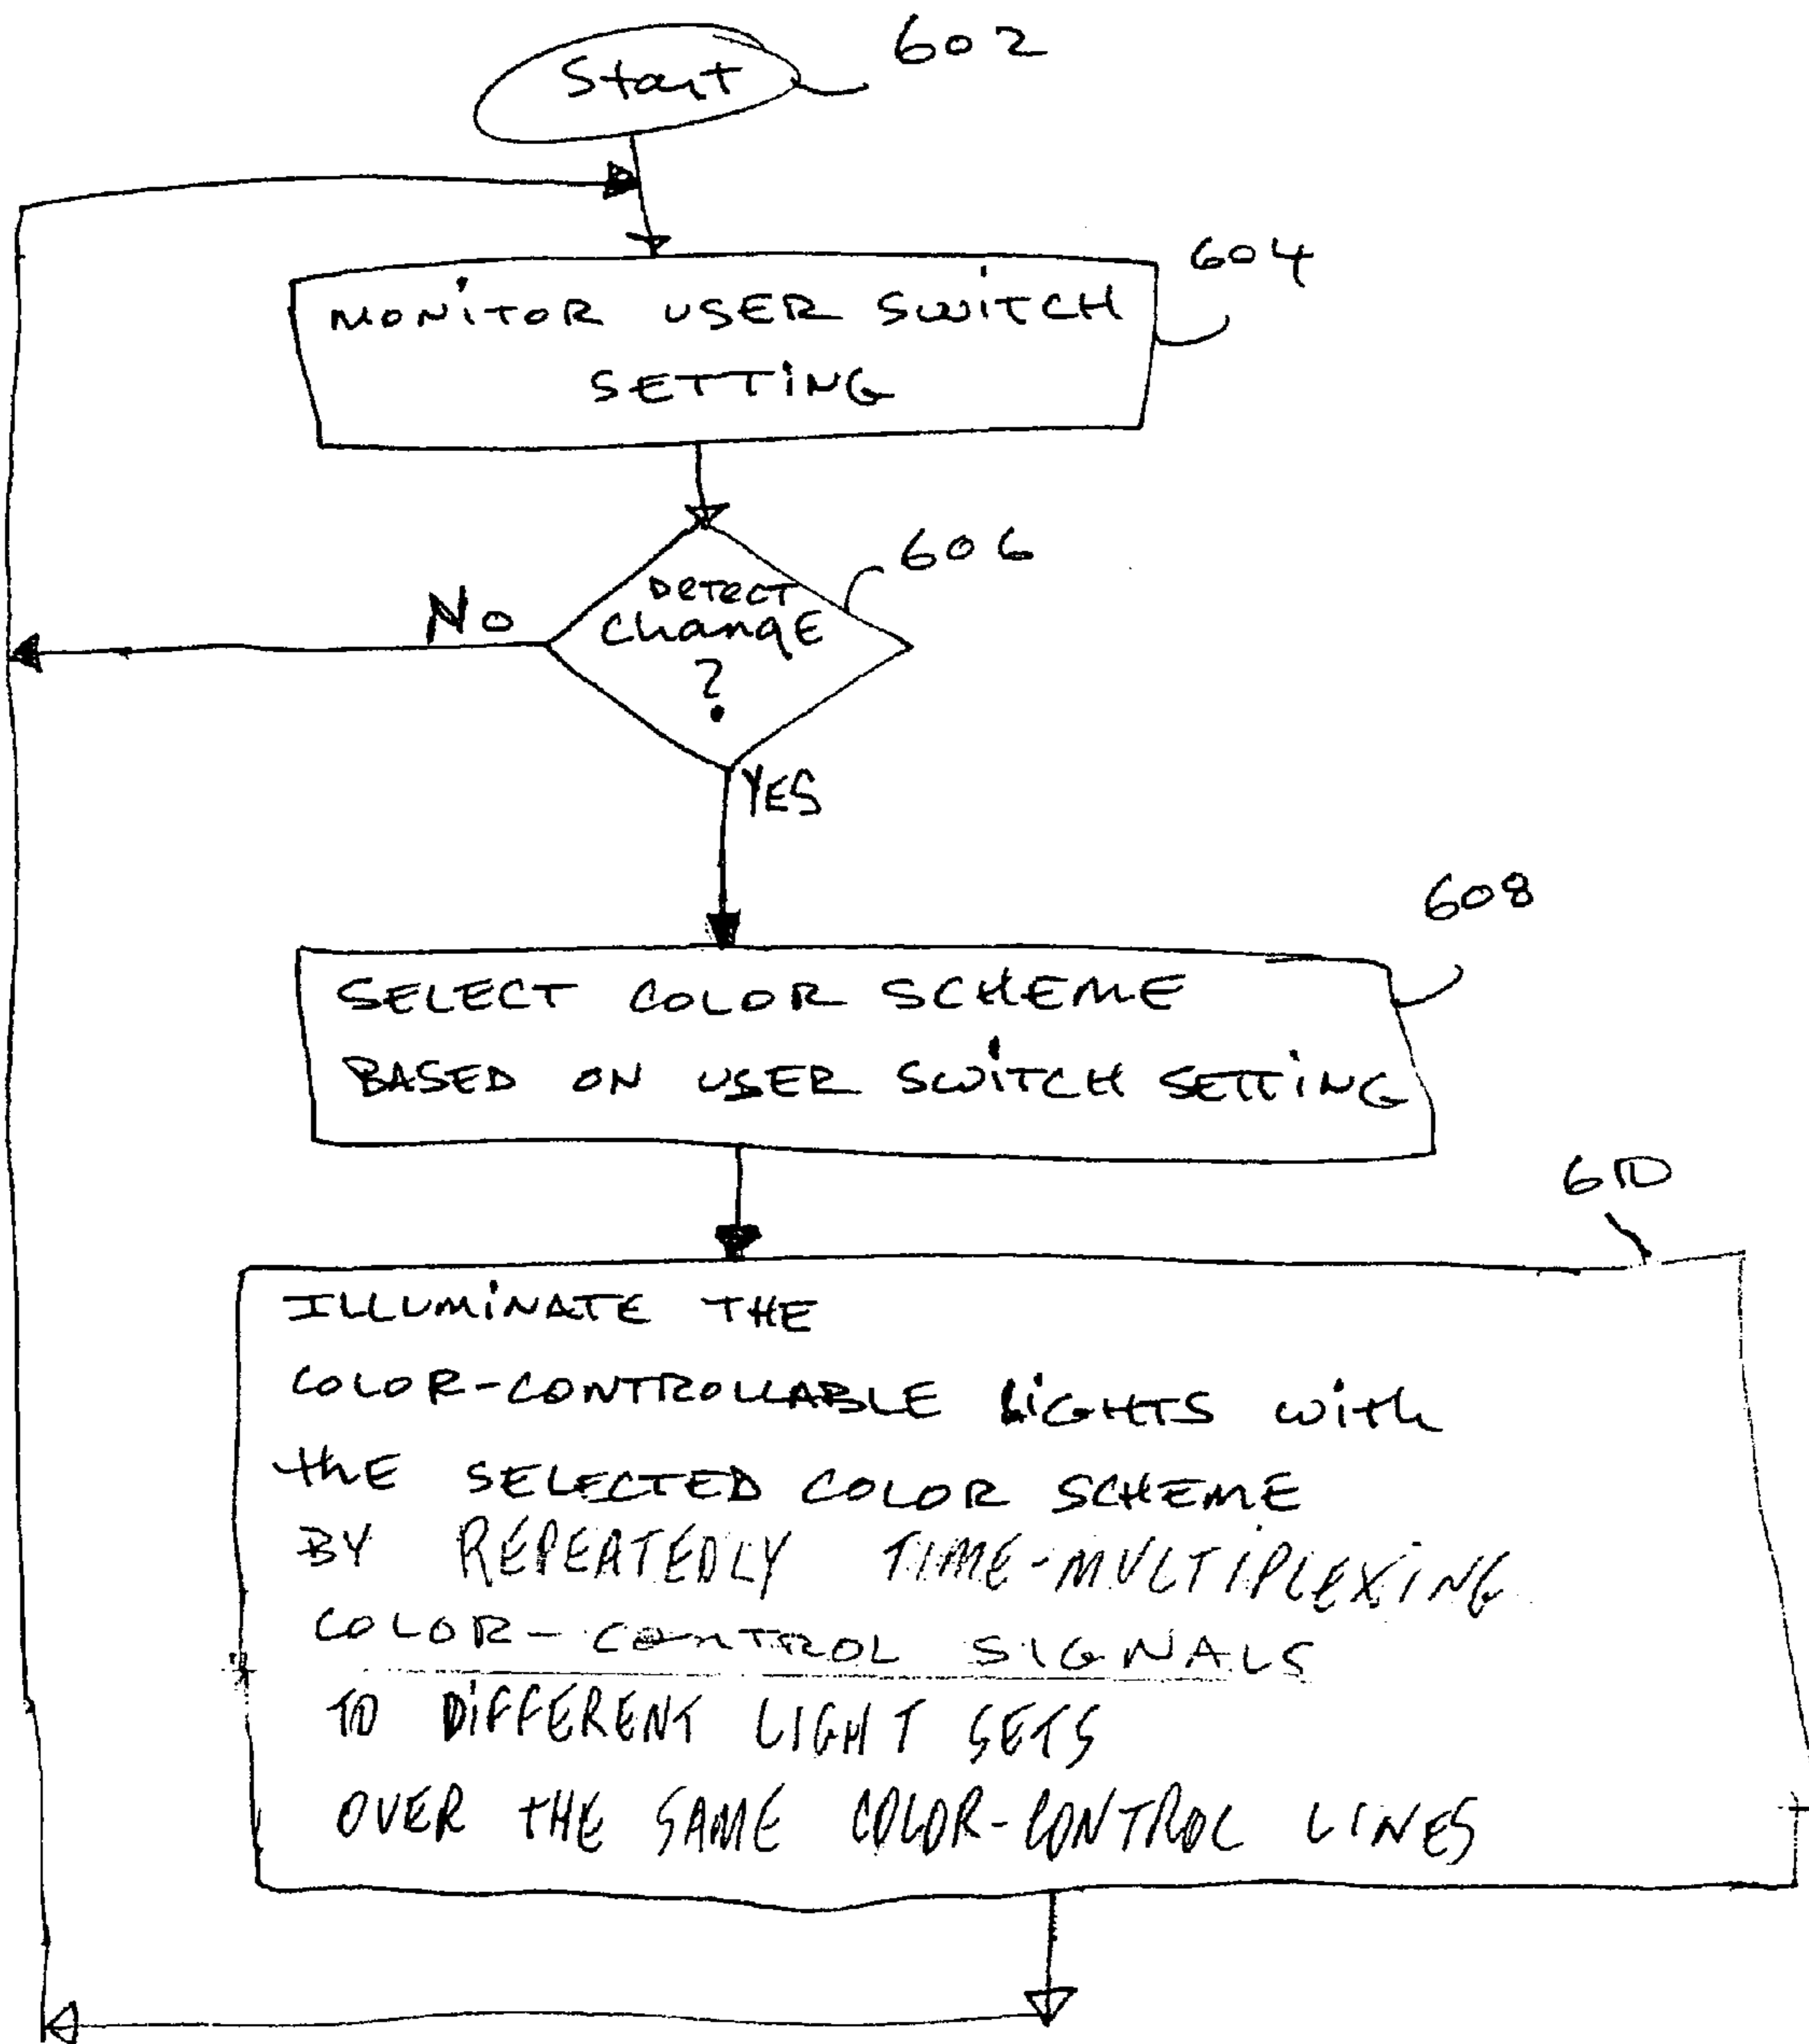 Start
602
MONITOR USER SWITCH
SETTING
604
DETECT
ChangE
?
606
No
YES
608
SELECT COLOR SCHEME
BASED ON USER SWITCH SETTING
610
ILLUMINATE THE
COLOR-CONTROLLABLE LIGHTS with
thE SELECTED COLOR SCHEME
BY REPEATEDLY TIME-MULTIPLEXING
COLOR-CONTROL SIGNALS
TO DIFFERENT LIGHT SETS
OVER tHE SAME COLOR-CONTROL LINES